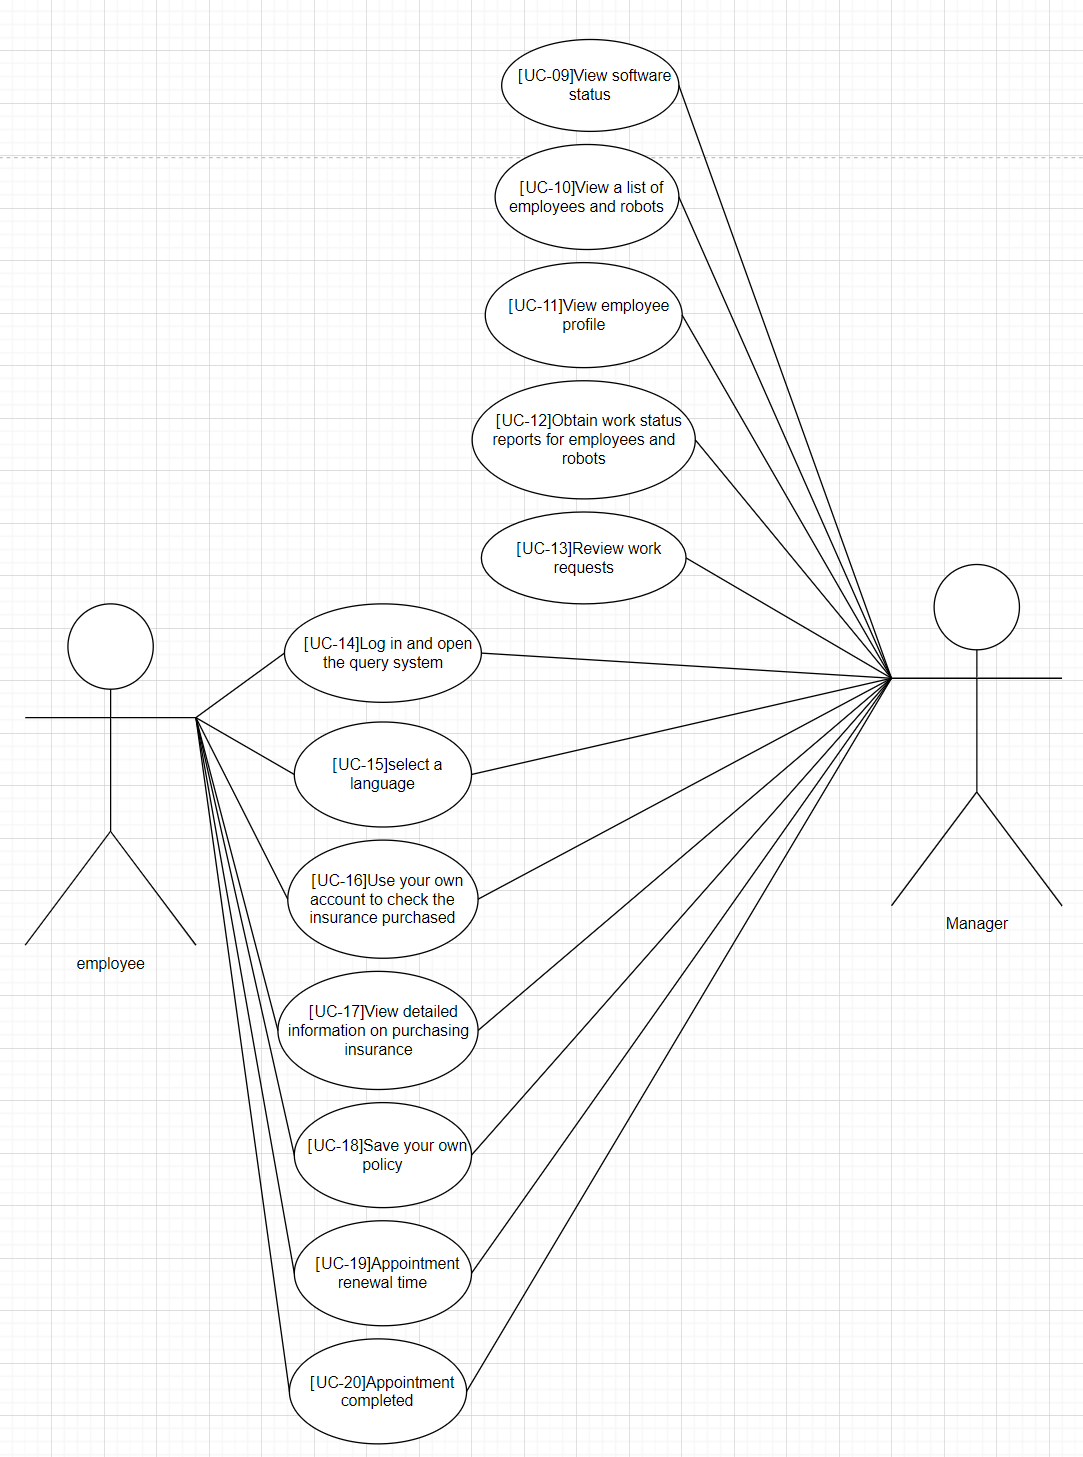 [UC-09]View software
status
[UC-10]View a list of
employees and robots
[UC-11]View employee
profile
[UC-12]Obtain work status
reports for employees and
robots
[UC-13]Review work
requests
[UC-14]Log in and open
the query system
[UC-15]select a
language
[UC-16]Use your own
account to check the
insurance purchased
Manager
employee
[UC-17]View detailed
information on purchasing
insurance
[UC-18]Save your own
policy
[UC-19]Appointment
renewal time
[UC-20]Appointment
completed